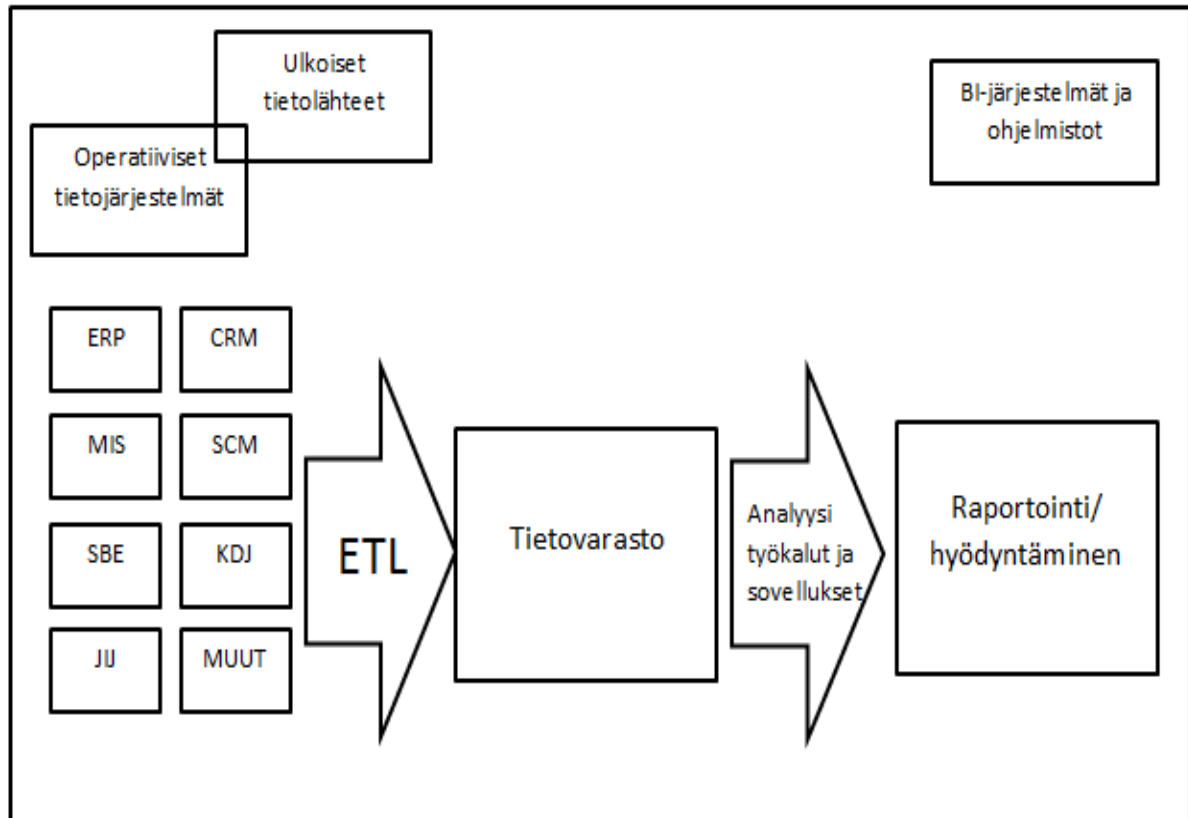 Ulkoiset
tietolähteet
BI-järjestelmät ja
ohjelmistot
Operatiiviset
tietojärjestelmät
ERP
CRM
MIS
SCM
SBE
KDJ
JIJ
MUUT
ETL
Tietovarasto
Analyysi
työkalut ja
sovellukset
Raportointi/
hyödyntäminen